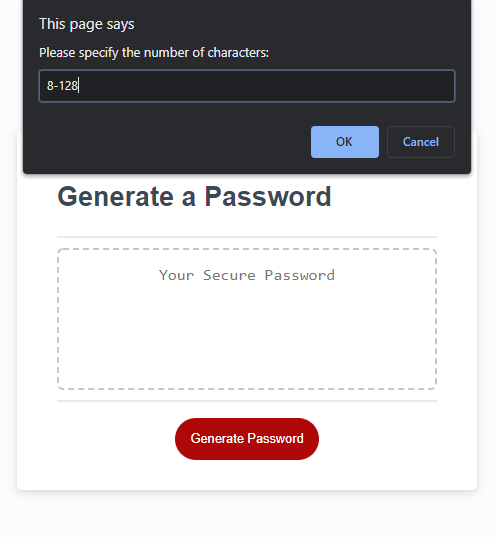 This page says
Please specify the number of characters:
8-128
OK
Cancel
Generate a Password
Your Secure Password
Generate Password